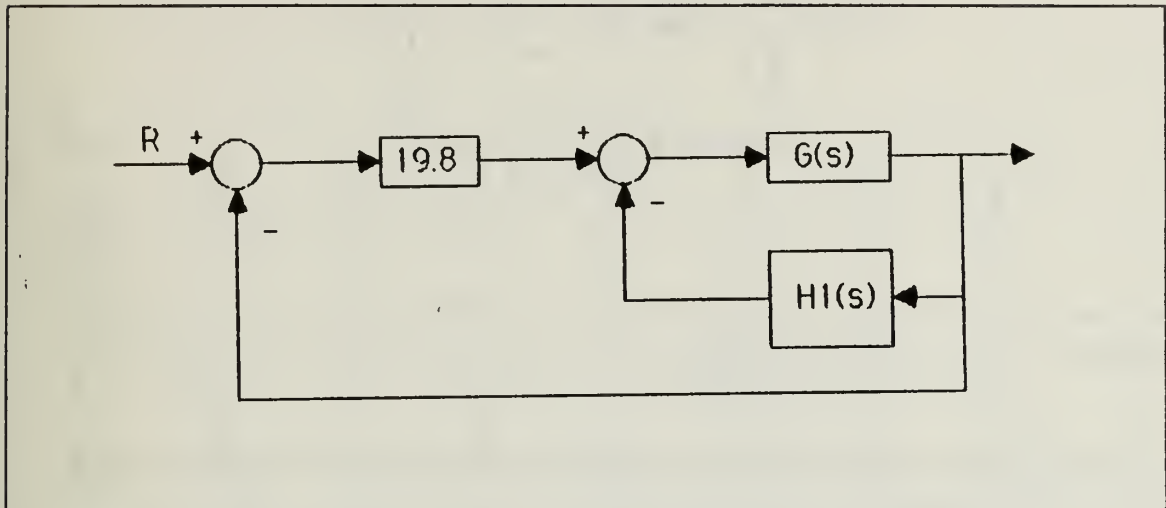 R + 19.8 + G(s)
-
-
H1(s)